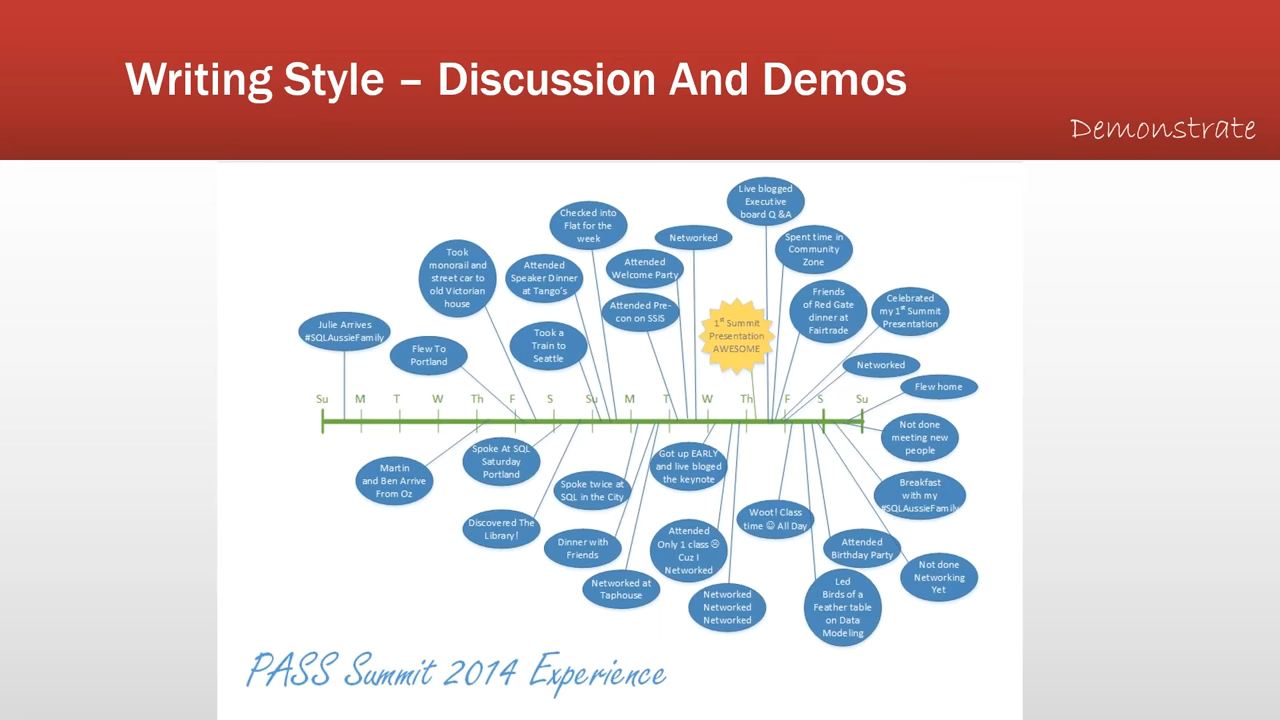 Writing Style – Discussion And Demos
Demonstrate
Live blogged
Executive
board Q &A
Checked into
Flat for the
week
Networked
Spent time in
Community
Zone
Took
monorail and
street car to
old Victorian
house
Attended
Speaker Dinner
at Tango's
Attended
Welcome Party
Friends
of Red Gate
dinner at
Fairtrade
Celebrated
my 1st Summit
Presentation
Attended Pre-
con on SSIS
Julie Arrives
#SQLAussieFamily
Flew To
Portland
Took a
Train to
Seattle
1st Summit
Presentation
AWESOME
Networked
Flew home
Su M T W Th F S Su M T W Th F S Su
Not done
meeting new
people
Martin
and Ben Arrive
From Oz
Spoke At SQL
Saturday
Portland
Got up EARLY
and live bloged
the keynote
Spoke twice at
SQL in the City
Breakfast
with my
#SQLAussieFamily
Discovered The
Library!
Woot! Class
time ☺ All Day
Dinner with
Friends
Attended
Only 1 class ☹
Cuz I
Networked
Attended
Birthday Party
Not done
Networking
Yet
Networked at
Taphouse
Networked
Networked
Networked
Led
Birds of a
Feather table
on Data
Modeling
PASS Summit 2014 Experience